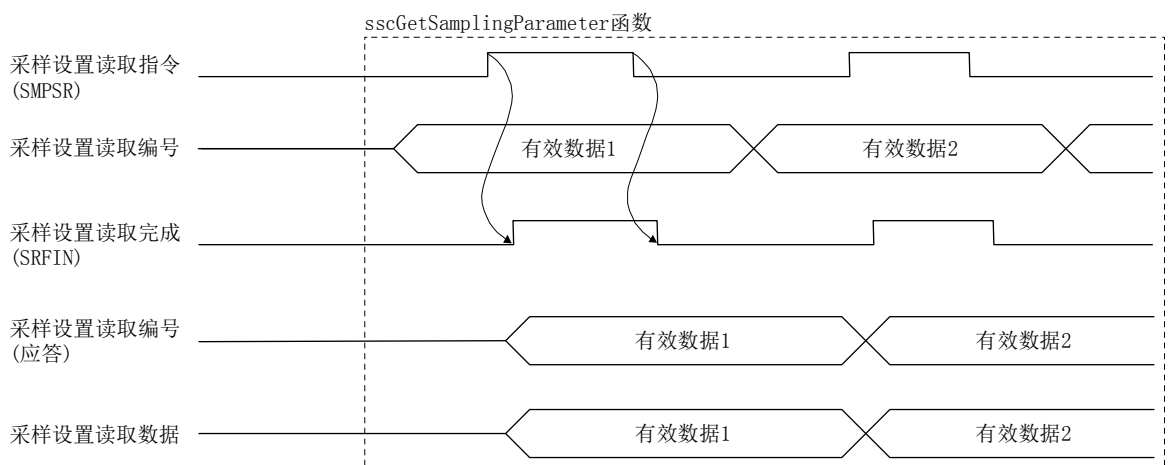 sscGetSamplingParameter函数
采样设置读取指令
(SMPSR)
采样设置读取编号
有效数据1
有效数据2
采样设置读取完成
(SRFIN)
采样设置读取编号
(应答)
有效数据1
有效数据2
采样设置读取数据
有效数据1
有效数据2